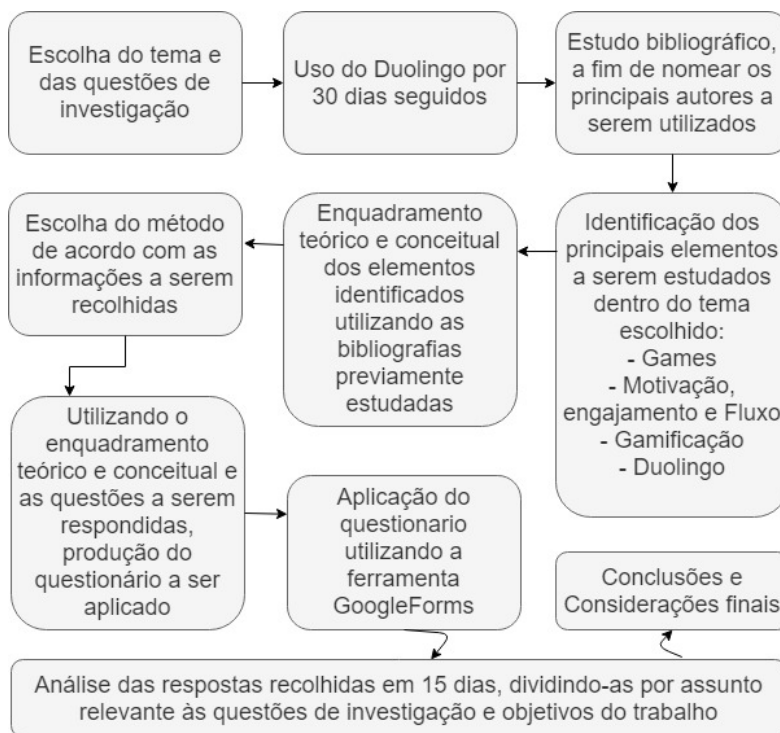 Escolha do tema e
das questões de
investigação
Uso do Duolingo por
30 dias seguidos
Estudo bibliográfico,
a fim de nomear os
principais autores a
serem utilizados
Identificação dos
principais elementos
a serem estudados
dentro do tema
escolhido:
- Games
- Motivação,
engajamento e Fluxo
- Gamificação
- Duolingo
Enquadramento
teórico e conceitual
dos elementos
identificados
utilizando as
bibliografias
previamente
estudadas
Escolha do método
de acordo com as
informações a serem
recolhidas
Utilizando o
enquadramento
teórico e conceitual e
as questões a serem
respondidas,
produção do
questionário a ser
aplicado
Aplicação do
questionario
utilizando a
ferramenta
GoogleForms
Análise das respostas recolhidas em 15 dias, dividindo-as por assunto
relevante às questões de investigação e objetivos do trabalho
Conclusões e
Considerações finais